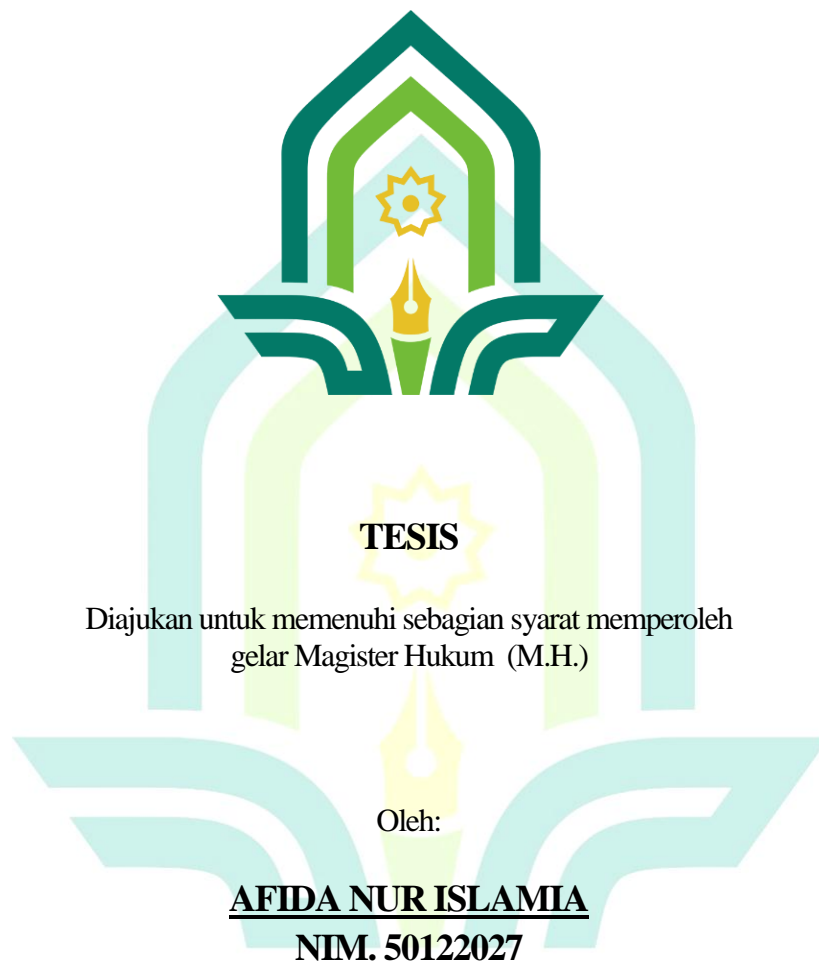 TESIS
Diajukan untuk memenuhi sebagian syarat memperoleh
gelar Magister Hukum (M.H.)
Oleh:
AFIDA NUR ISLAMIA
NIM. 50122027